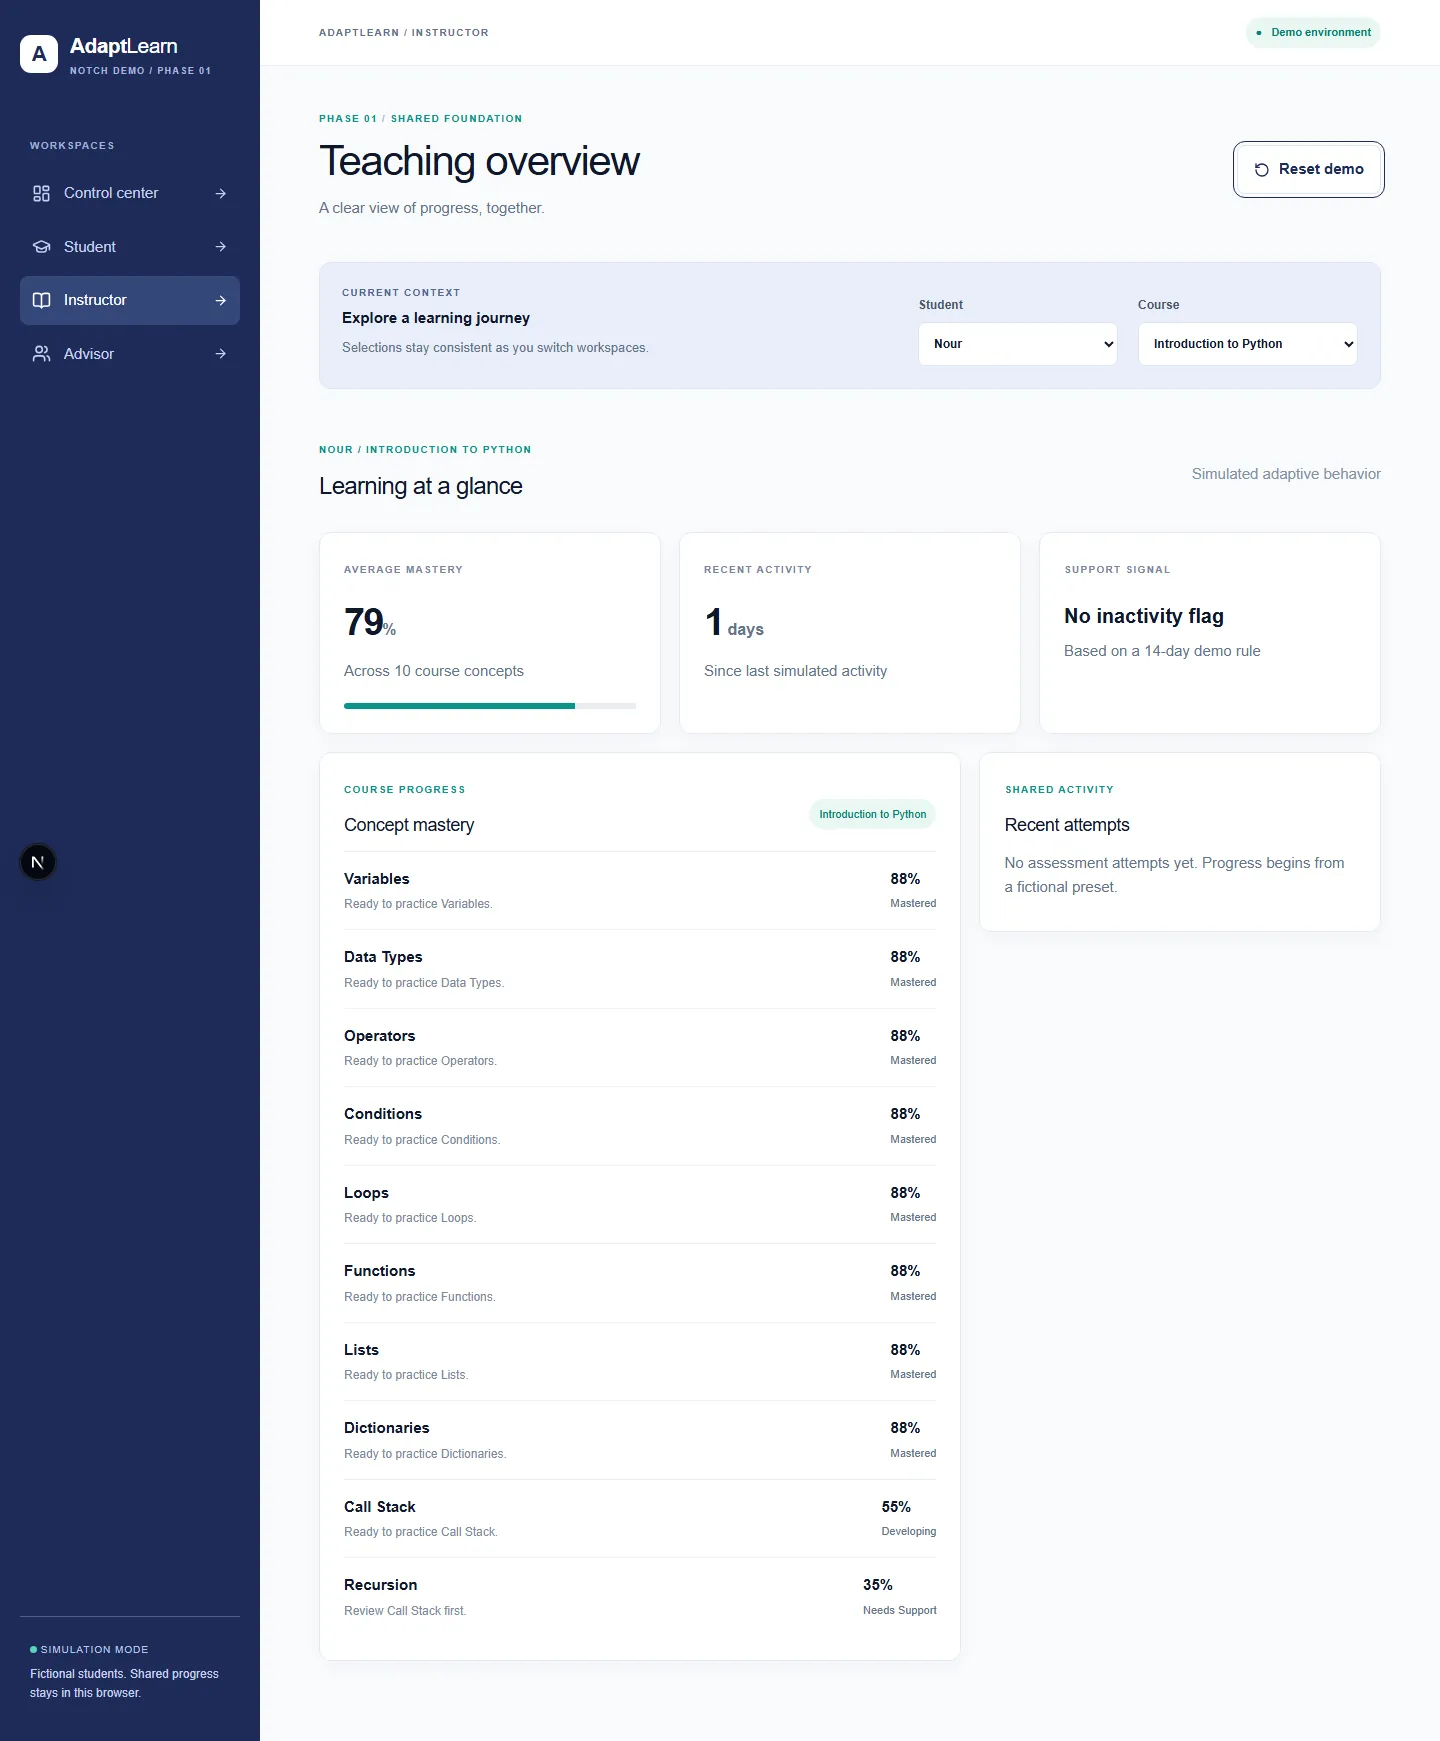 A
AdaptLearn
NOTCH DEMO / PHASE 01
WORKSPACES
Control center
Student
Instructor
Advisor
N
SIMULATION MODE
Fictional students. Shared progress
stays in this browser.
ADAPTLEARN / INSTRUCTOR
Demo environment
PHASE 01 / SHARED FOUNDATION
Teaching overview
A clear view of progress, together.
Reset demo
CURRENT CONTEXT
Explore a learning journey
Selections stay consistent as you switch workspaces.
Student
Nour
Course
Introduction to Python
NOUR / INTRODUCTION TO PYTHON
Learning at a glance
Simulated adaptive behavior
AVERAGE MASTERY
79%
Across 10 course concepts
RECENT ACTIVITY
1 days
Since last simulated activity
SUPPORT SIGNAL
No inactivity flag
Based on a 14-day demo rule
COURSE PROGRESS
Concept mastery
Introduction to Python
Variables
88%
Ready to practice Variables.
Mastered
Data Types
88%
Ready to practice Data Types.
Mastered
Operators
88%
Ready to practice Operators.
Mastered
Conditions
88%
Ready to practice Conditions.
Mastered
Loops
88%
Ready to practice Loops.
Mastered
Functions
88%
Ready to practice Functions.
Mastered
Lists
88%
Ready to practice Lists.
Mastered
Dictionaries
88%
Ready to practice Dictionaries.
Mastered
Call Stack
55%
Ready to practice Call Stack.
Developing
Recursion
35%
Review Call Stack first.
Needs Support
SHARED ACTIVITY
Recent attempts
No assessment attempts yet. Progress begins from
a fictional preset.